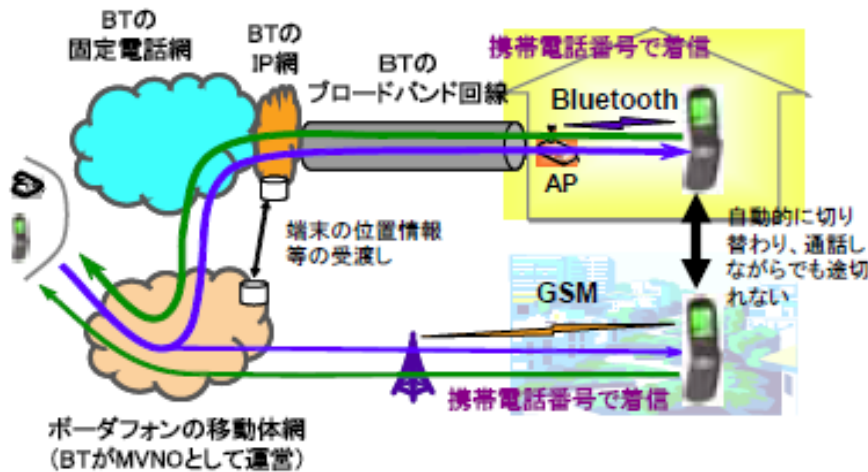 BTの
固定電話網
BTの
IP網
BTの
ブロードバンド回線
携帯電話番号で着信
Bluetooth
AP
端末の位置情報
等の受渡し
自動的に切り
替わり、通話し
ながらでも途切
れない
GSM
携帯電話番号で着信
ボーダフォンの移動体網
(BTがMVNOとして運営)